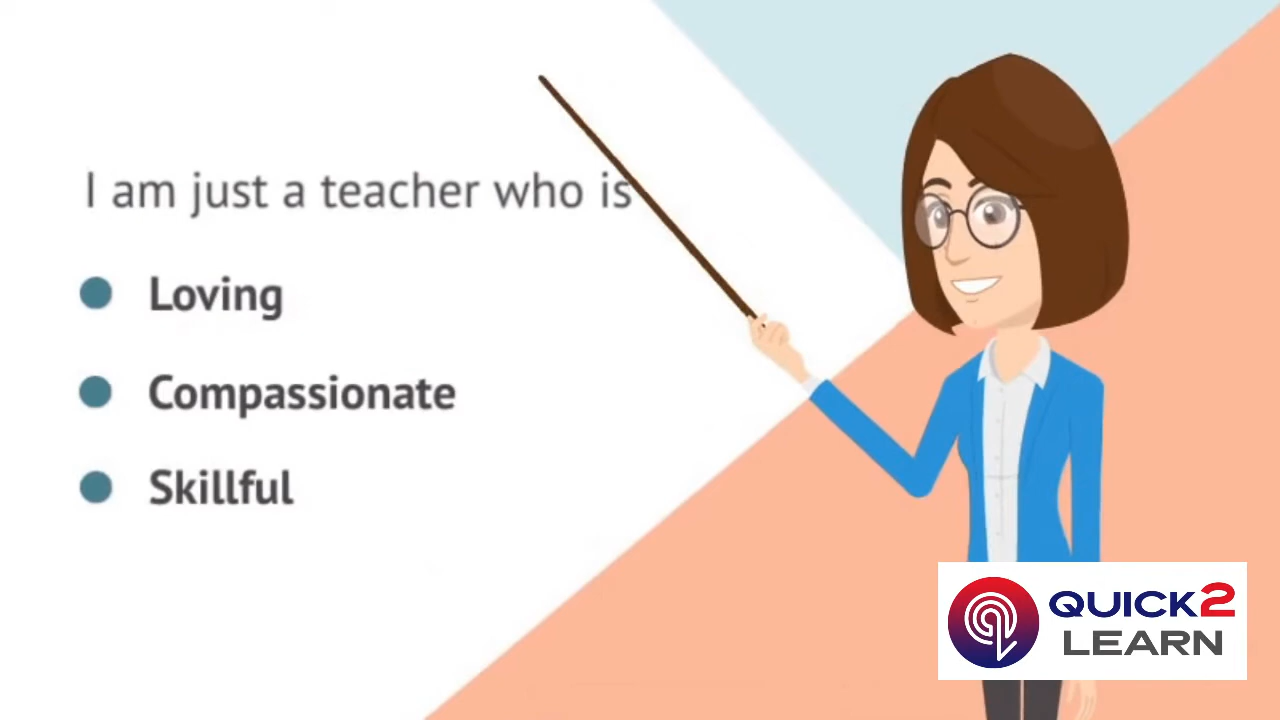 I am just a teacher who is
Loving
Compassionate
Skillful
QUICK2
LEARN